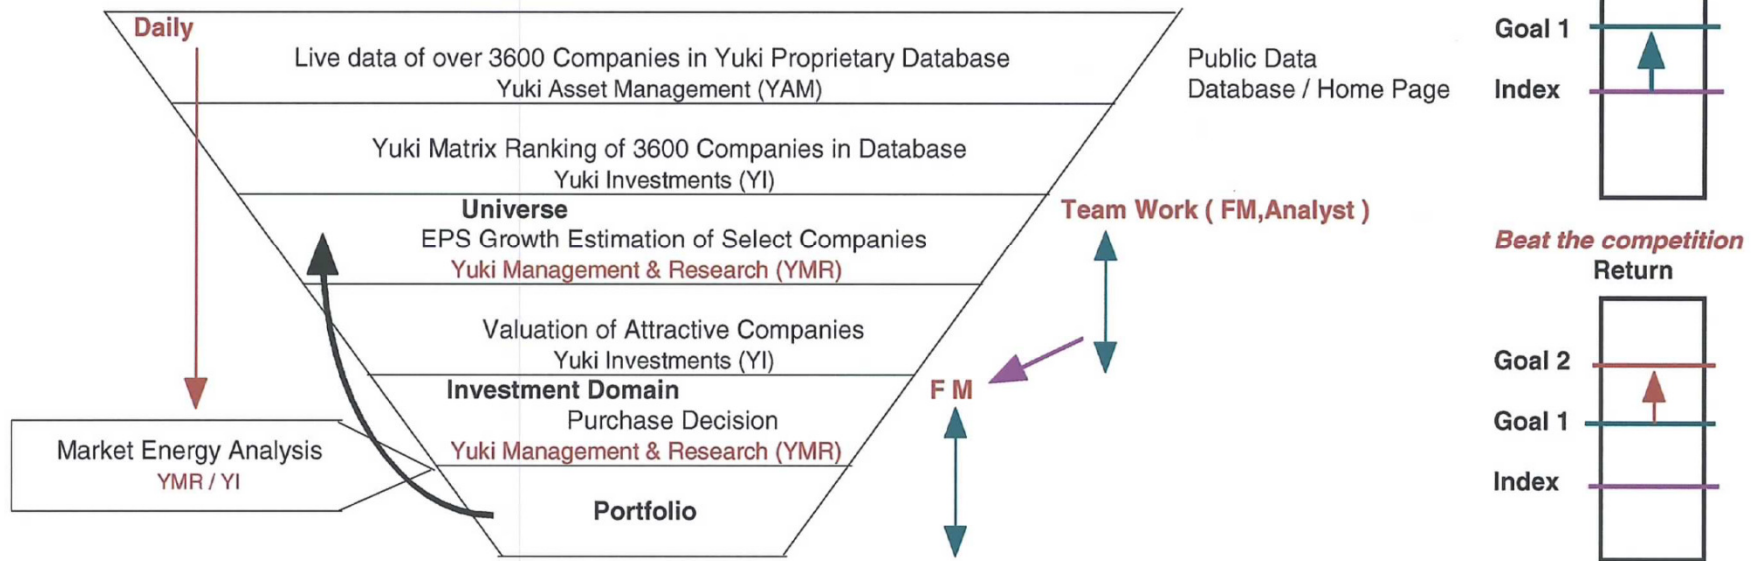 Daily
Live data of over 3600 Companies in Yuki Proprietary Database
Yuki Asset Management (YAM)
Yuki Matrix Ranking of 3600 Companies in Database
Yuki Investments (YI)
Universe
EPS Growth Estimation of Select Companies
Yuki Management & Research (YMR)
Valuation of Attractive Companies
Yuki Investments (YI)
Investment Domain
Purchase Decision
Yuki Management & Research (YMR)
Portfolio
Market Energy Analysis
YMR / YI
Public Data
Database / Home Page
Team Work ( FM,Analyst )
F M
Goal 1
Index
Beat the competition
Return
Goal 2
Goal 1
Index